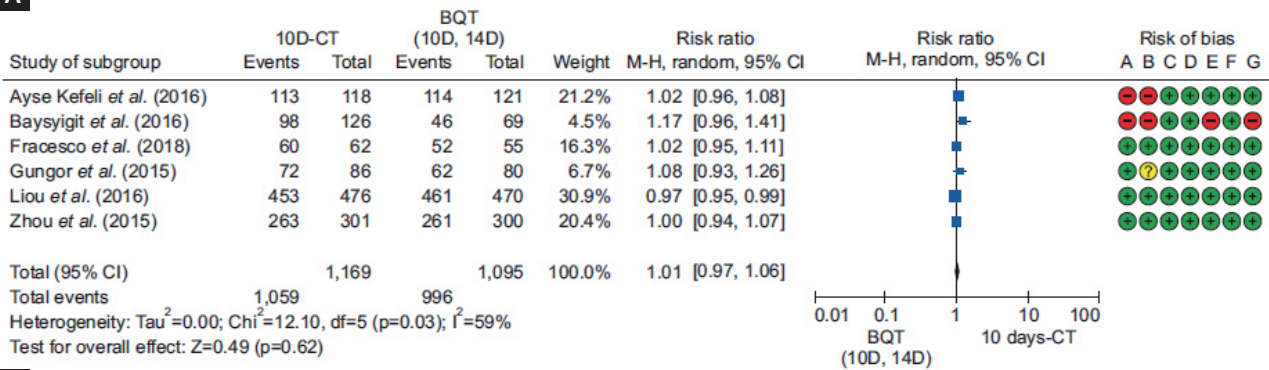 A
BQT
10D-CT (10D, 14D) Risk ratio Risk ratio Risk of bias
Study of subgroup Events Total Events Total Weight M-H, random, 95% CI M-H, random, 95% CI A B C D E F G
Ayse Kefeli et al. (2016) 113 118 114 121 21.2% 1.02 [0.96, 1.08] − − + + + + +
Baysyigit et al. (2016) 98 126 46 69 4.5% 1.17 [0.96, 1.41] − − + + − + −
Fracesco et al. (2018) 60 62 52 55 16.3% 1.02 [0.95, 1.11] + + + + + + +
Gungor et al. (2015) 72 86 62 80 6.7% 1.08 [0.93, 1.26] + ? + + + + +
Liou et al. (2016) 453 476 461 470 30.9% 0.97 [0.95, 0.99] + + + + + + +
Zhou et al. (2015) 263 301 261 300 20.4% 1.00 [0.94, 1.07] + + + + + + +
Total (95% CI) 1,169 1,095 100.0% 1.01 [0.97, 1.06]
Total events 1,059 996
Heterogeneity: Tau²=0.00; Chi²=12.10, df=5 (p=0.03); I²=59%
Test for overall effect: Z=0.49 (p=0.62)
0.01 0.1 1 10 100
BQT 10 days-CT
(10D, 14D)